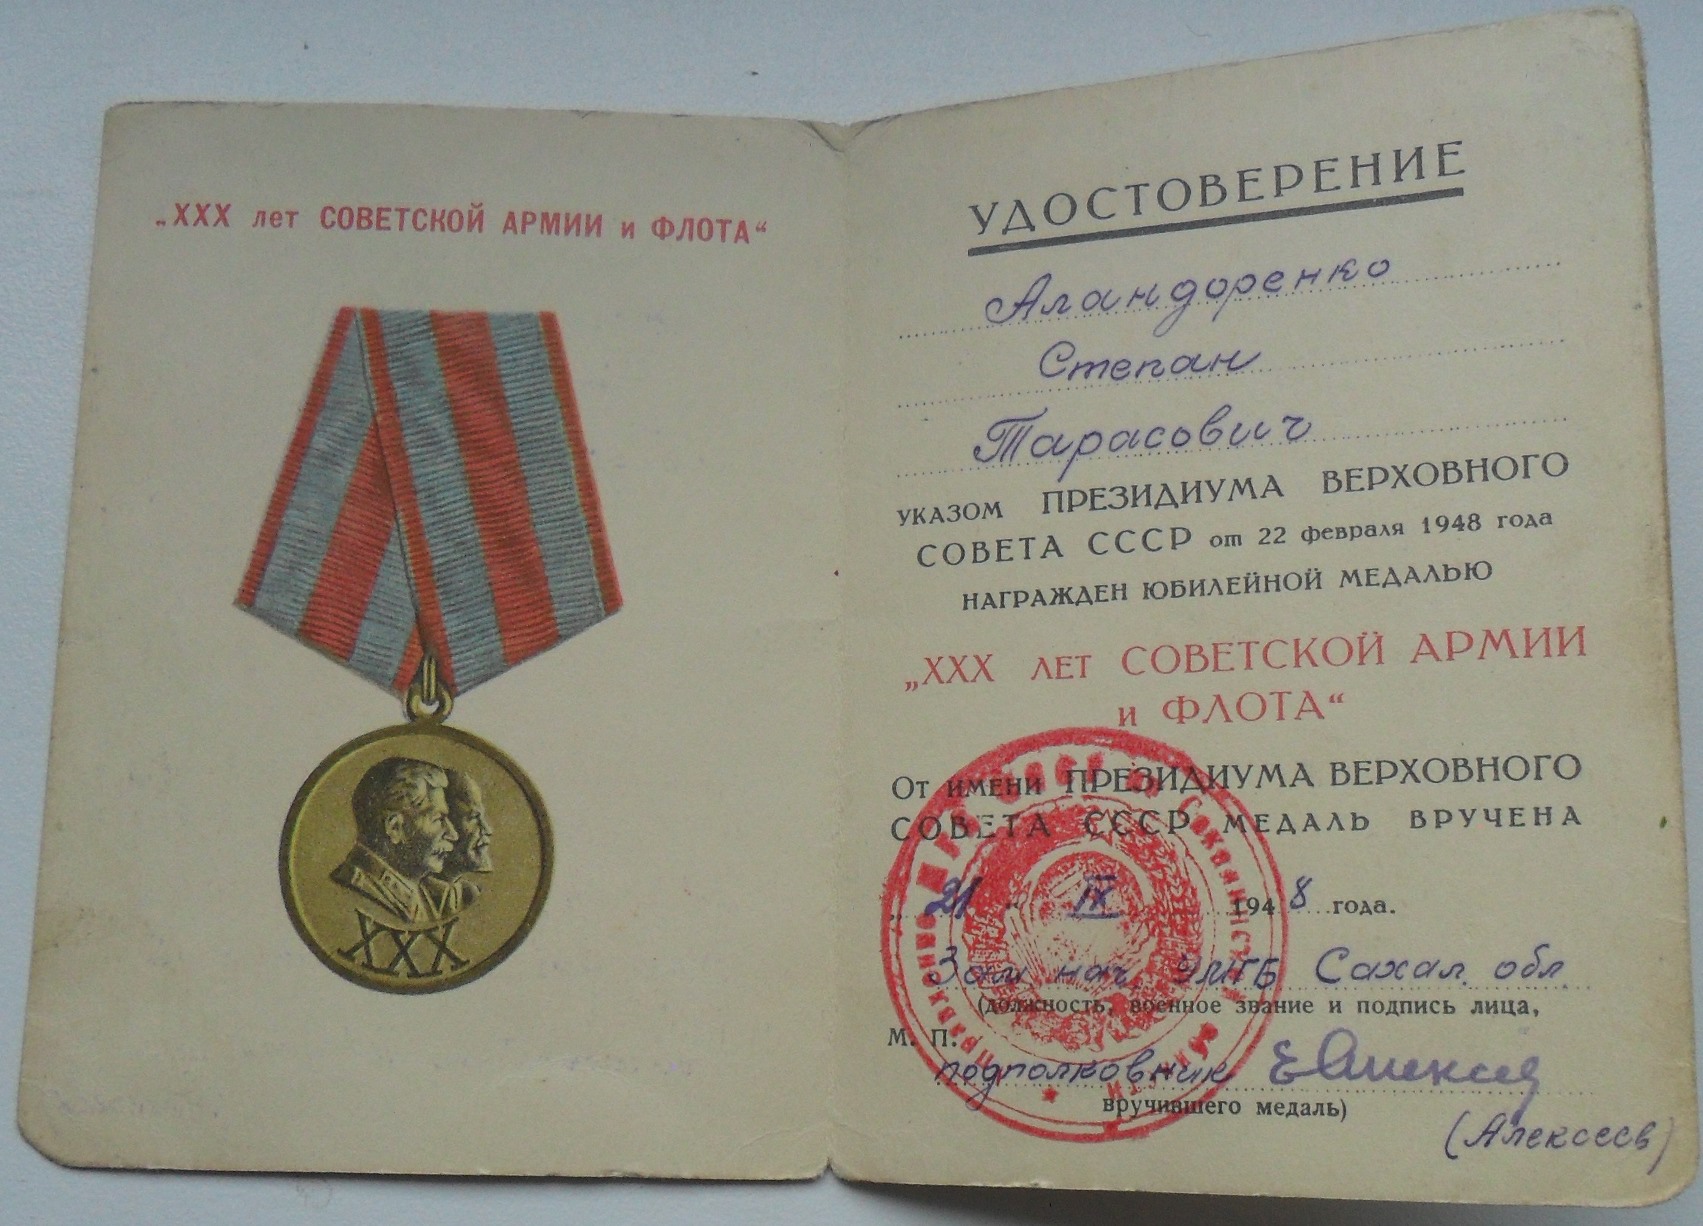 „XXX лет СОВЕТСКОЙ АРМИИ и ФЛОТА“
XXX
УДОСТОВЕРЕНИЕ
Аландоренко
Степан
Тарасович
УКАЗОМ ПРЕЗИДИУМА ВЕРХОВНОГО
СОВЕТА СССР от 22 февраля 1948 года
НАГРАЖДЕН ЮБИЛЕЙНОЙ МЕДАЛЬЮ
„XXX ЛЕТ СОВЕТСКОЙ АРМИИ
и ФЛОТА“
От имени ПРЕЗИДИУМА ВЕРХОВНОГО
СОВЕТА СССР МЕДАЛЬ ВРУЧЕНА
„21“ IX 1948 года.
Зам нач. УМГБ Сахал. обл.
(должность, военное звание и подпись лица,
М. П.
подполковник ЕАлексеев
вручившего медаль)
(Алексеев)